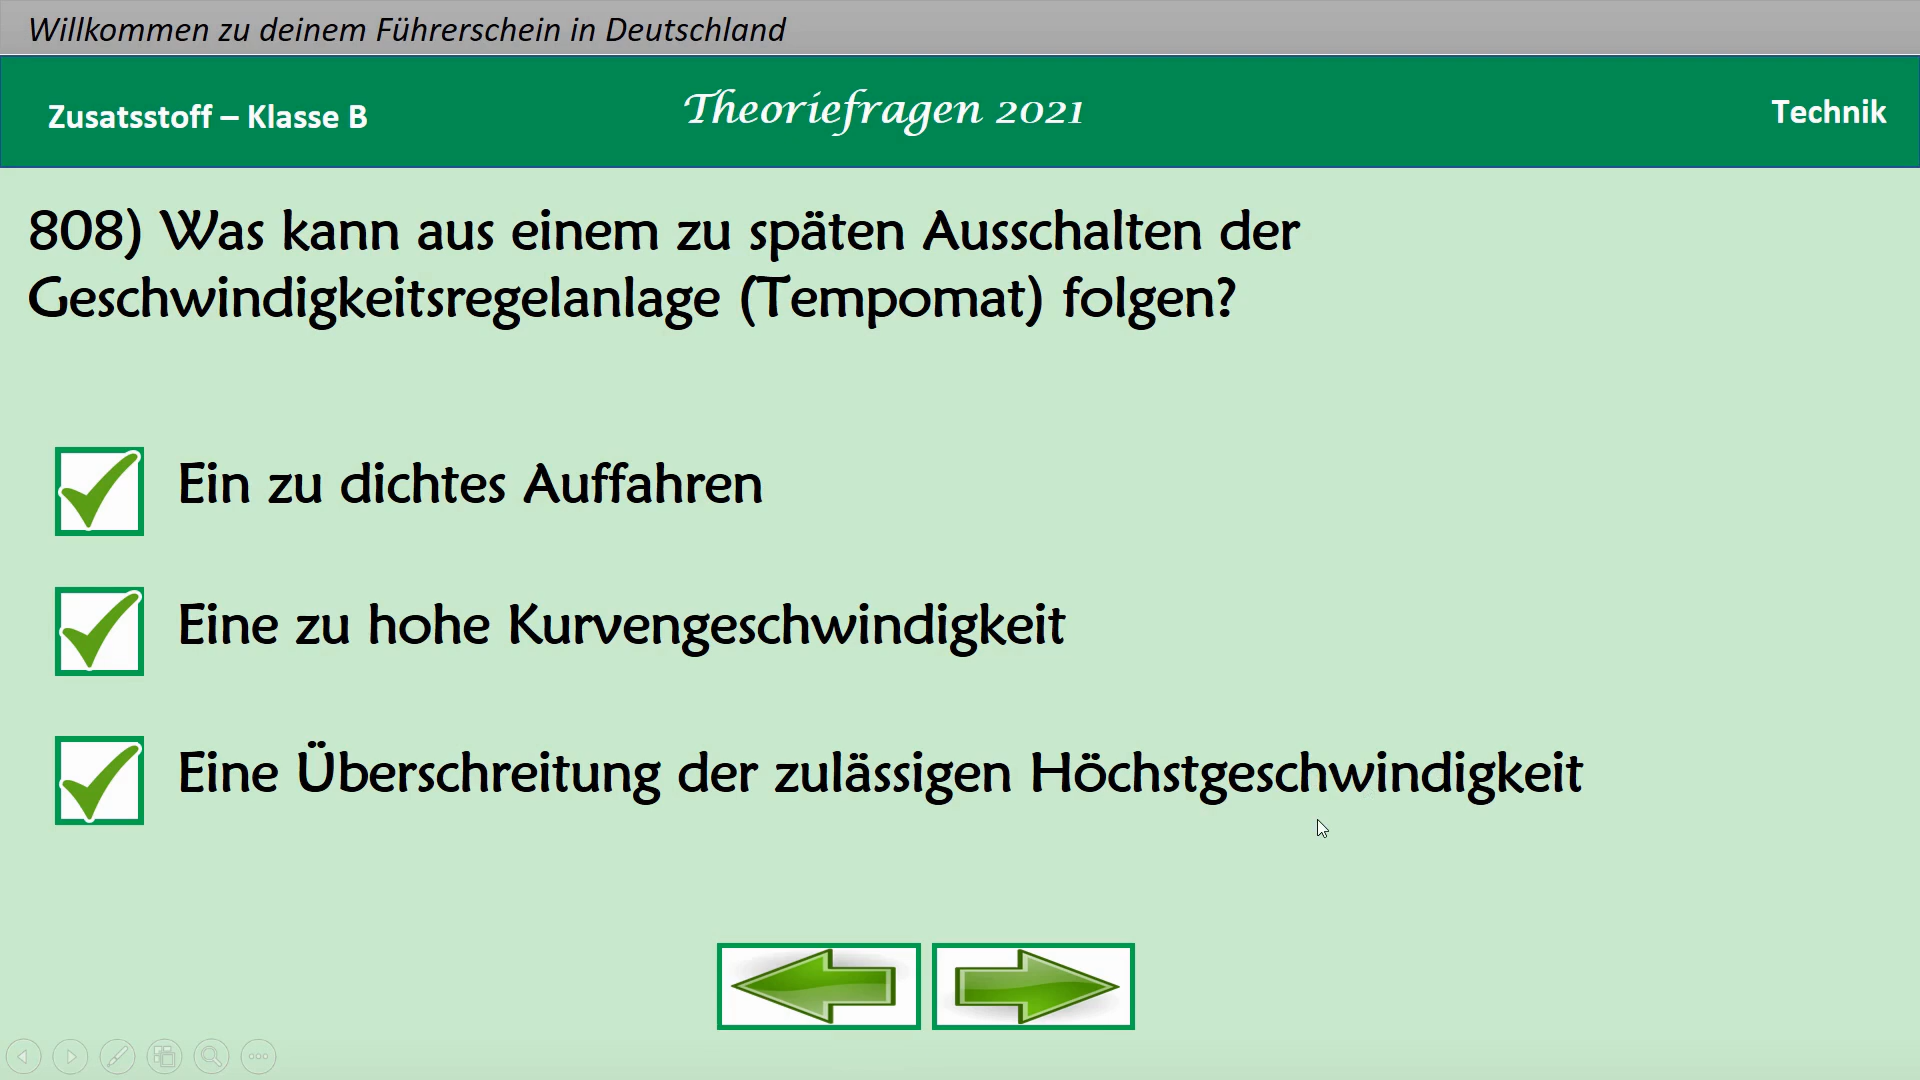 Willkommen zu deinem Führerschein in Deutschland
Zusatsstoff – Klasse B
Theoriefragen 2021
Technik
808) Was kann aus einem zu späten Ausschalten der
Geschwindigkeitsregelanlage (Tempomat) folgen?
Ein zu dichtes Auffahren
Eine zu hohe Kurvengeschwindigkeit
Eine Überschreitung der zulässigen Höchstgeschwindigkeit